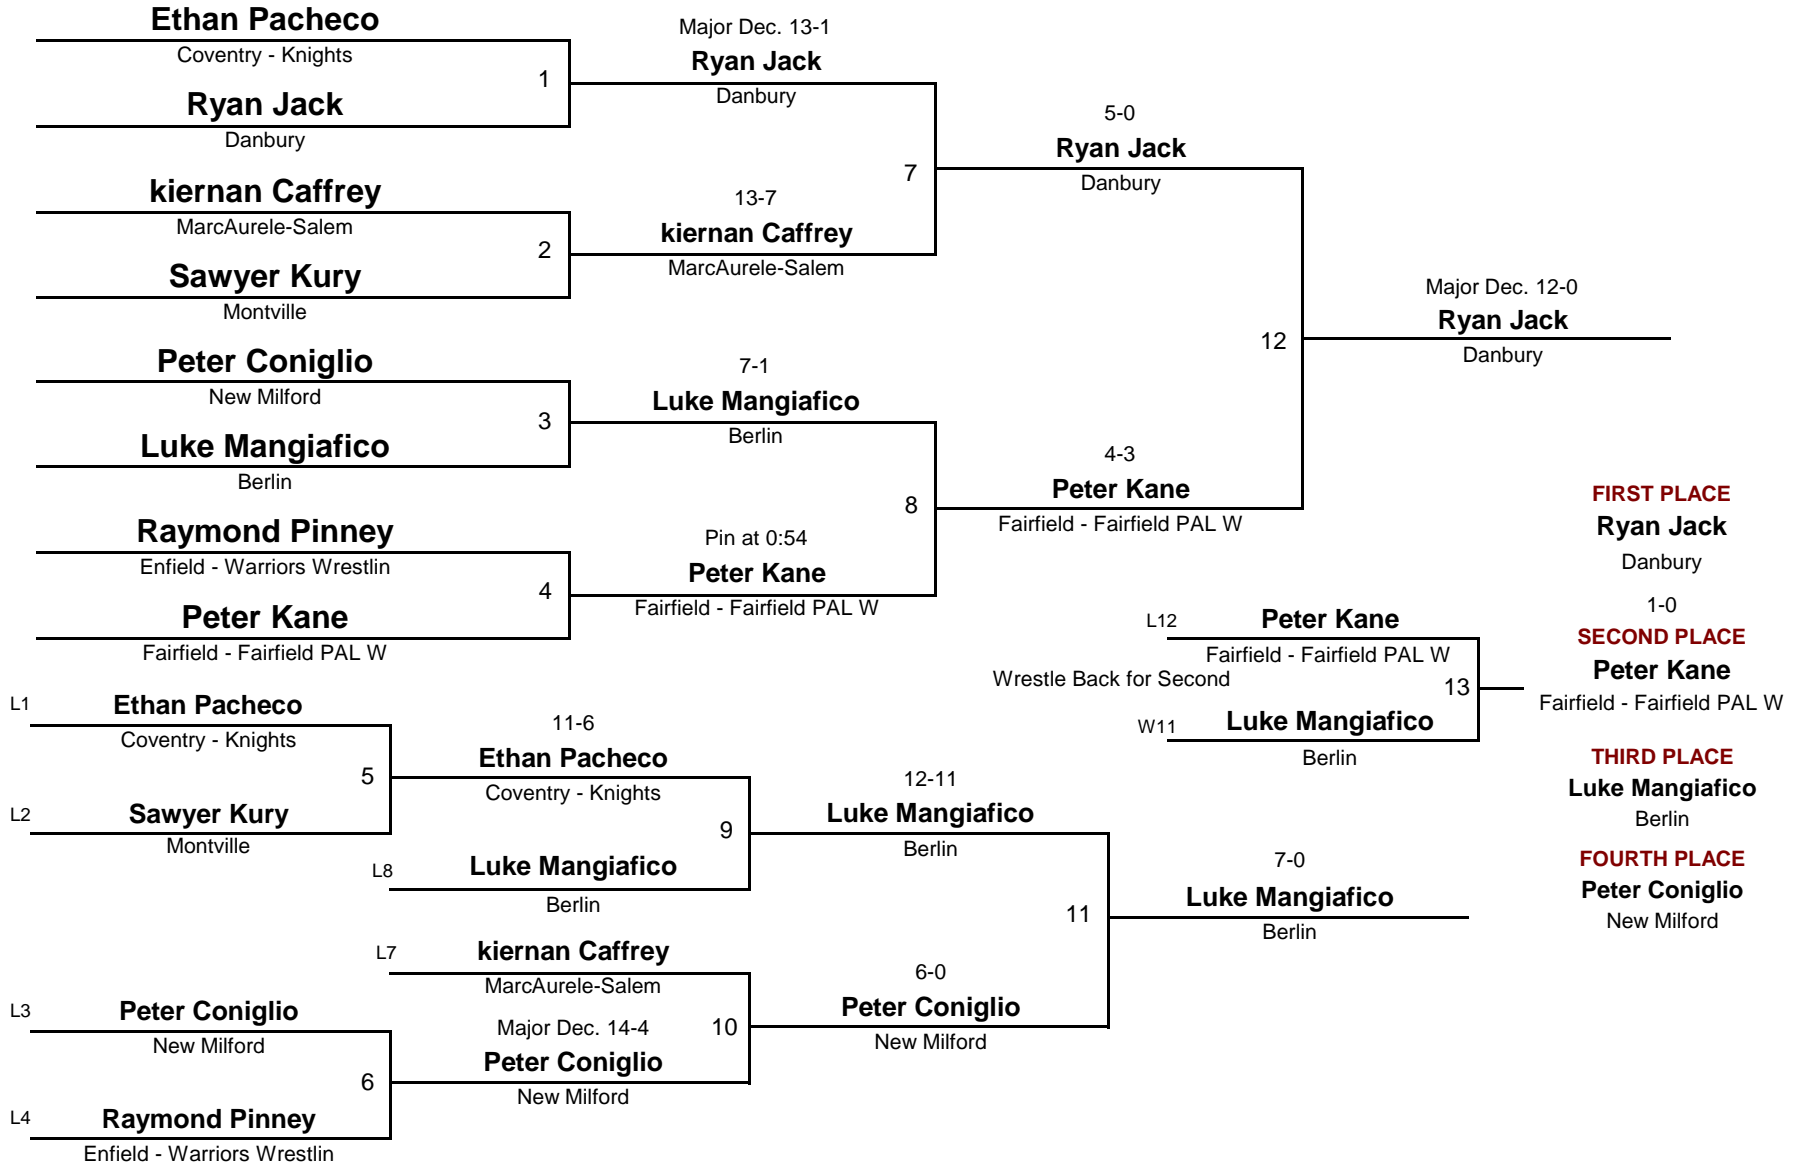 Ethan Pacheco
Coventry - Knights
1
Ryan Jack
Danbury
kiernan Caffrey
MarcAurele-Salem
2
Sawyer Kury
Montville
Peter Coniglio
New Milford
3
Luke Mangiafico
Berlin
Raymond Pinney
Enfield - Warriors Wrestlin
4
Peter Kane
Fairfield - Fairfield PAL W
Major Dec. 13-1
Ryan Jack
Danbury
7
13-7
kiernan Caffrey
MarcAurele-Salem
7-1
Luke Mangiafico
Berlin
8
Pin at 0:54
Peter Kane
Fairfield - Fairfield PAL W
5-0
Ryan Jack
Danbury
12
4-3
Peter Kane
Fairfield - Fairfield PAL W
Major Dec. 12-0
Ryan Jack
Danbury
L1
Ethan Pacheco
Coventry - Knights
5
L2
Sawyer Kury
Montville
L3
Peter Coniglio
New Milford
6
L4
Raymond Pinney
Enfield - Warriors Wrestlin
11-6
Ethan Pacheco
Coventry - Knights
9
L8
Luke Mangiafico
Berlin
L7
kiernan Caffrey
MarcAurele-Salem
10
Major Dec. 14-4
Peter Coniglio
New Milford
12-11
Luke Mangiafico
Berlin
11
6-0
Peter Coniglio
New Milford
7-0
Luke Mangiafico
Berlin
L12
Peter Kane
Fairfield - Fairfield PAL W
Wrestle Back for Second
13
W11
Luke Mangiafico
Berlin
FIRST PLACE
Ryan Jack
Danbury
1-0
SECOND PLACE
Peter Kane
Fairfield - Fairfield PAL W
THIRD PLACE
Luke Mangiafico
Berlin
FOURTH PLACE
Peter Coniglio
New Milford